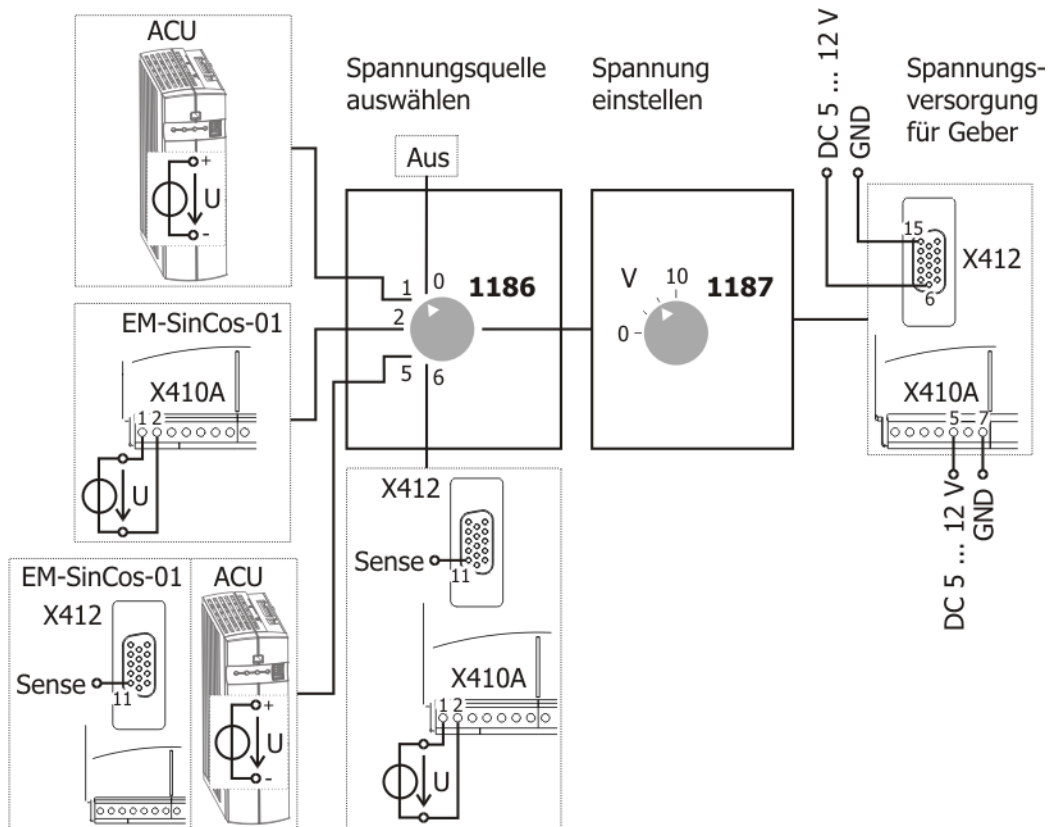 ACU
+
U
-
Spannungsquelle
auswählen
Aus
Spannung
einstellen
DC 5 ... 12 V
GND
Spannungs-
versorgung
für Geber
15
X412
6
1 0
2
5 6
1186
V
10
0
1187
EM-SinCos-01
X410A
1 2
U
X410A
5 7
DC 5 ... 12 V
GND
X412
Sense
11
X410A
1 2
U
EM-SinCos-01
X412
Sense
11
ACU
+
U
-